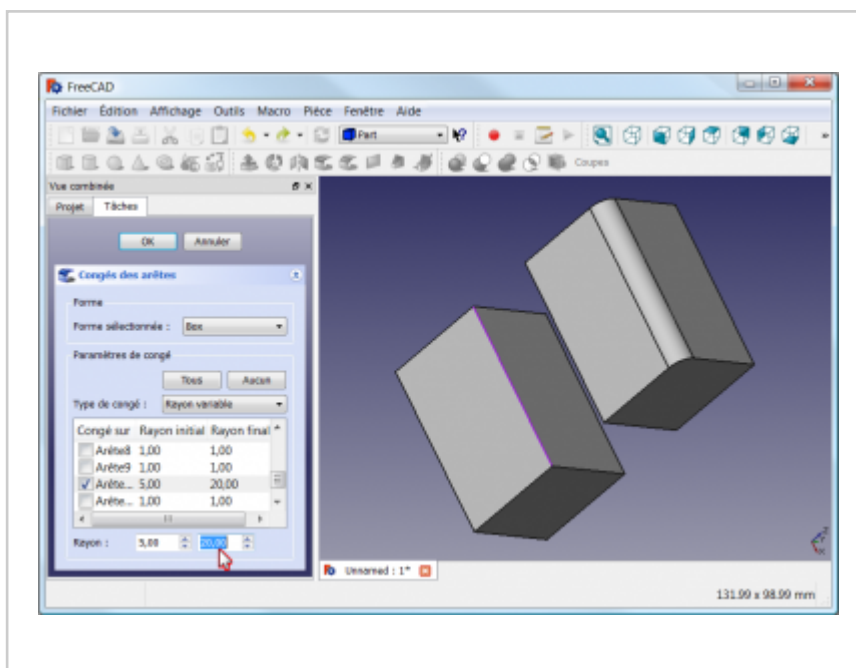 FreeCAD
Fichier Édition Affichage Outils Macro Pièce Fenêtre Aide
Part
Coupes
Vue combinée
Projet Tâches
OK Annuler
Congés des arêtes
Forme
Forme sélectionnée : Box
Paramètres de congé
Tous Aucun
Type de congé : Rayon variable
Congé sur Rayon initial Rayon final
Arête8 1,00 1,00
Arête9 1,00 1,00
Arête... 5,00 20,00
Arête... 1,00 1,00
Rayon : 5,00 20,00
Unnamed : 1*
131.99 x 98.99 mm